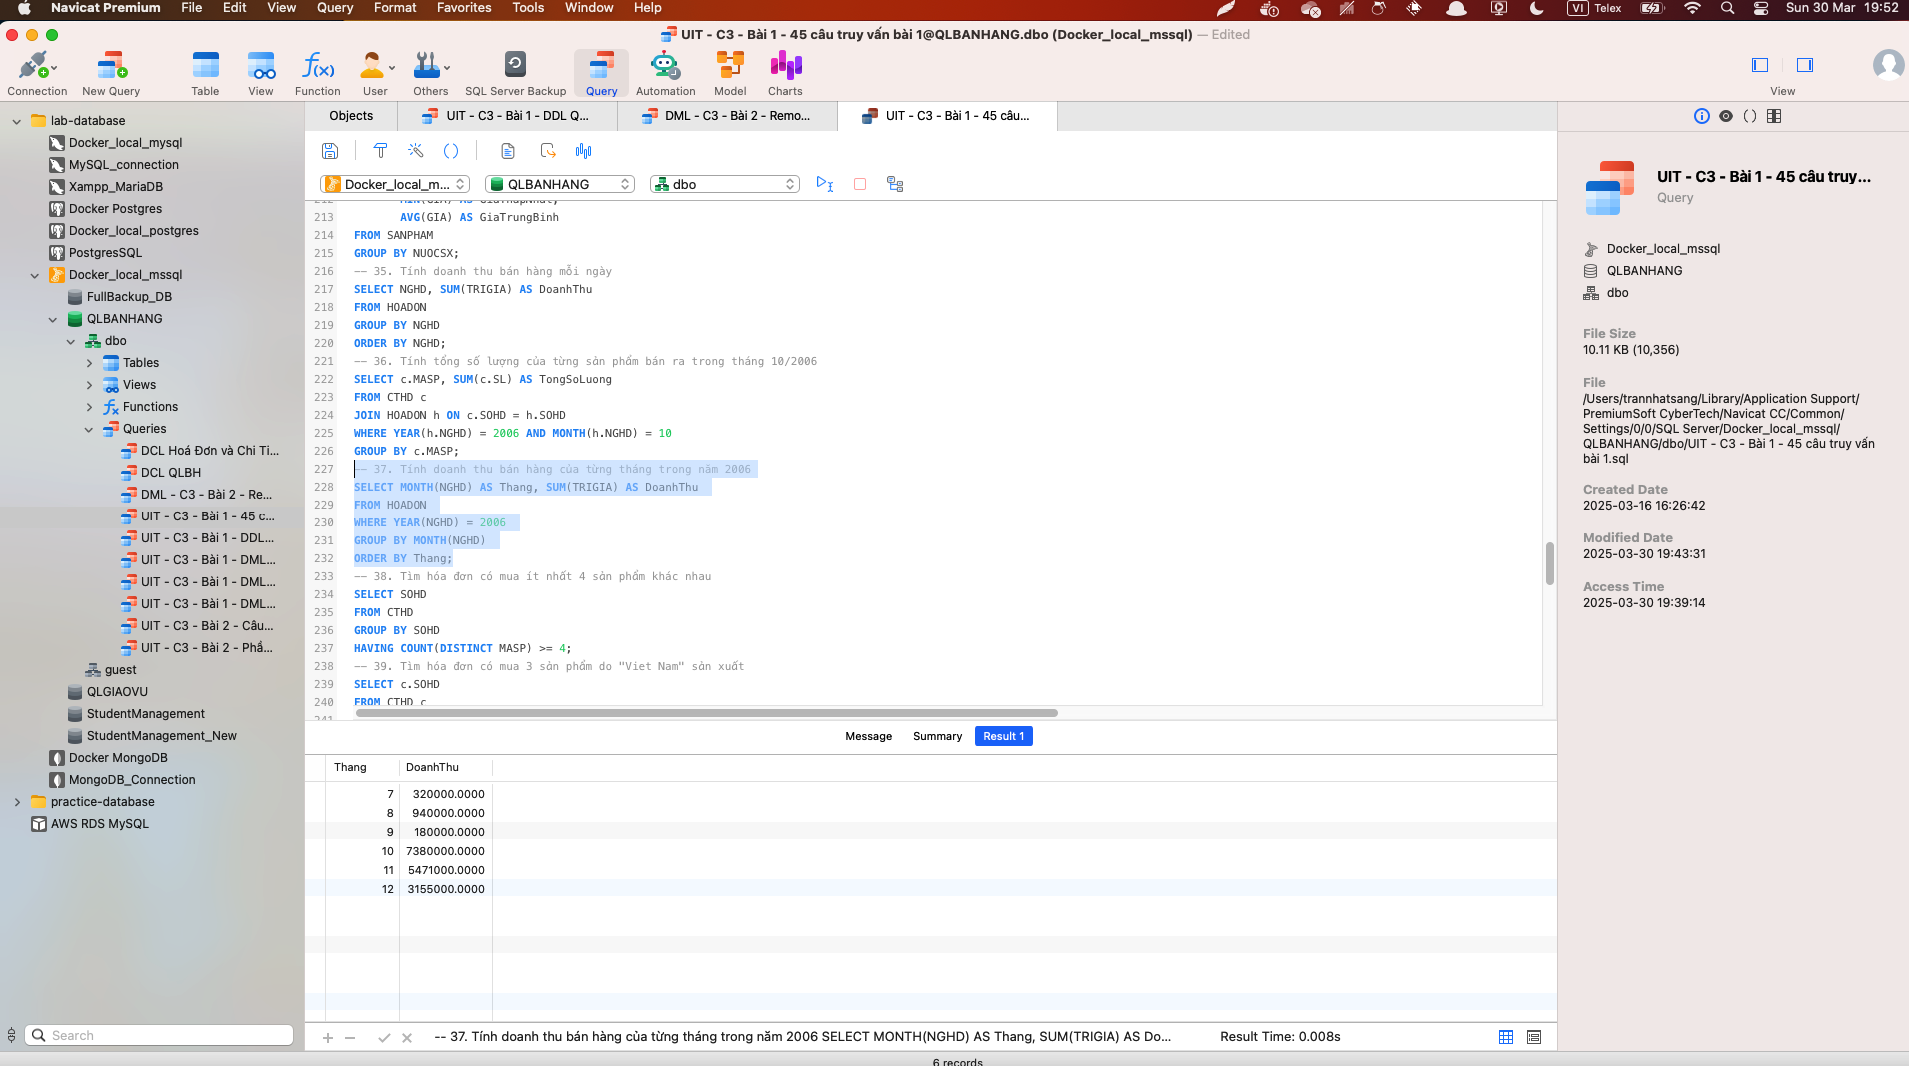 Navicat Premium File Edit View Query Format Favorites Tools Window Help VI Telex Sun 30 Mar 19:52
UIT - C3 - Bài 1 - 45 câu truy vấn bài 1@QLBANHANG.dbo (Docker_local_mssql) — Edited
Connection New Query Table View Function User Others SQL Server Backup Query Automation Model Charts View
lab-database
Docker_local_mysql
MySQL_connection
Xampp_MariaDB
Docker Postgres
Docker_local_postgres
PostgresSQL
Docker_local_mssql
FullBackup_DB
QLBANHANG
dbo
Tables
Views
Functions
Queries
DCL Hoá Đơn và Chi Ti...
DCL QLBH
DML - C3 - Bài 2 - Re...
UIT - C3 - Bài 1 - 45 c...
UIT - C3 - Bài 1 - DDL...
UIT - C3 - Bài 1 - DML...
UIT - C3 - Bài 1 - DML...
UIT - C3 - Bài 1 - DML...
UIT - C3 - Bài 2 - Câu...
UIT - C3 - Bài 2 - Phầ...
guest
QLGIAOVU
StudentManagement
StudentManagement_New
Docker MongoDB
MongoDB_Connection
practice-database
AWS RDS MySQL
Search
Objects UIT - C3 - Bài 1 - DDL Q... DML - C3 - Bài 2 - Remo... UIT - C3 - Bài 1 - 45 câu...
Docker_local_m... QLBANHANG dbo
212 MIN(GIA) AS GiaThapNhat,
213 AVG(GIA) AS GiaTrungBinh
214 FROM SANPHAM
215 GROUP BY NUOCSX;
216 -- 35. Tính doanh thu bán hàng mỗi ngày
217 SELECT NGHD, SUM(TRIGIA) AS DoanhThu
218 FROM HOADON
219 GROUP BY NGHD
220 ORDER BY NGHD;
221 -- 36. Tính tổng số lượng của từng sản phẩm bán ra trong tháng 10/2006
222 SELECT c.MASP, SUM(c.SL) AS TongSoLuong
223 FROM CTHD c
224 JOIN HOADON h ON c.SOHD = h.SOHD
225 WHERE YEAR(h.NGHD) = 2006 AND MONTH(h.NGHD) = 10
226 GROUP BY c.MASP;
227 -- 37. Tính doanh thu bán hàng của từng tháng trong năm 2006
228 SELECT MONTH(NGHD) AS Thang, SUM(TRIGIA) AS DoanhThu
229 FROM HOADON
230 WHERE YEAR(NGHD) = 2006
231 GROUP BY MONTH(NGHD)
232 ORDER BY Thang;
233 -- 38. Tìm hóa đơn có mua ít nhất 4 sản phẩm khác nhau
234 SELECT SOHD
235 FROM CTHD
236 GROUP BY SOHD
237 HAVING COUNT(DISTINCT MASP) >= 4;
238 -- 39. Tìm hóa đơn có mua 3 sản phẩm do "Viet Nam" sản xuất
239 SELECT c.SOHD
240 FROM CTHD c
241
Message Summary Result 1
Thang DoanhThu
7 320000.0000
8 940000.0000
9 180000.0000
10 7380000.0000
11 5471000.0000
12 3155000.0000
-- 37. Tính doanh thu bán hàng của từng tháng trong năm 2006 SELECT MONTH(NGHD) AS Thang, SUM(TRIGIA) AS Do... Result Time: 0.008s
6 records
UIT - C3 - Bài 1 - 45 câu truy...
Query
Docker_local_mssql
QLBANHANG
dbo
File Size
10.11 KB (10,356)
File
/Users/trannhatsang/Library/Application Support/
PremiumSoft CyberTech/Navicat CC/Common/
Settings/0/0/SQL Server/Docker_local_mssql/
QLBANHANG/dbo/UIT - C3 - Bài 1 - 45 câu truy vấn
bài 1.sql
Created Date
2025-03-16 16:26:42
Modified Date
2025-03-30 19:43:31
Access Time
2025-03-30 19:39:14